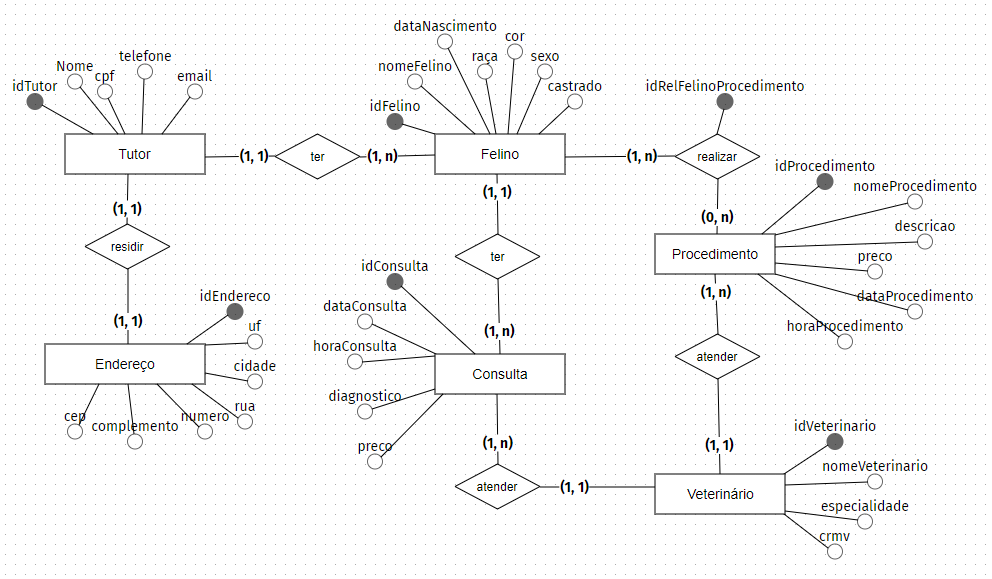 dataNascimento
cor
telefone
raça
sexo
Nome
cpf
email
nomeFelino
castrado
idTutor
idFelino
idRelFelinoProcedimento
Tutor
(1, 1)
ter
(1, n)
Felino
(1, n)
realizar
idProcedimento
nomeProcedimento
(1, 1)
(1, 1)
(0, n)
descricao
residir
ter
Procedimento
preco
idConsulta
idEndereco
dataConsulta
(1, n)
dataProcedimento
(1, 1)
uf
horaConsulta
(1, n)
horaProcedimento
Endereço
cidade
Consulta
atender
diagnostico
cep
complemento
numero
rua
preco
(1, n)
(1, 1)
idVeterinario
nomeVeterinario
atender
(1, 1)
Veterinário
especialidade
crmv